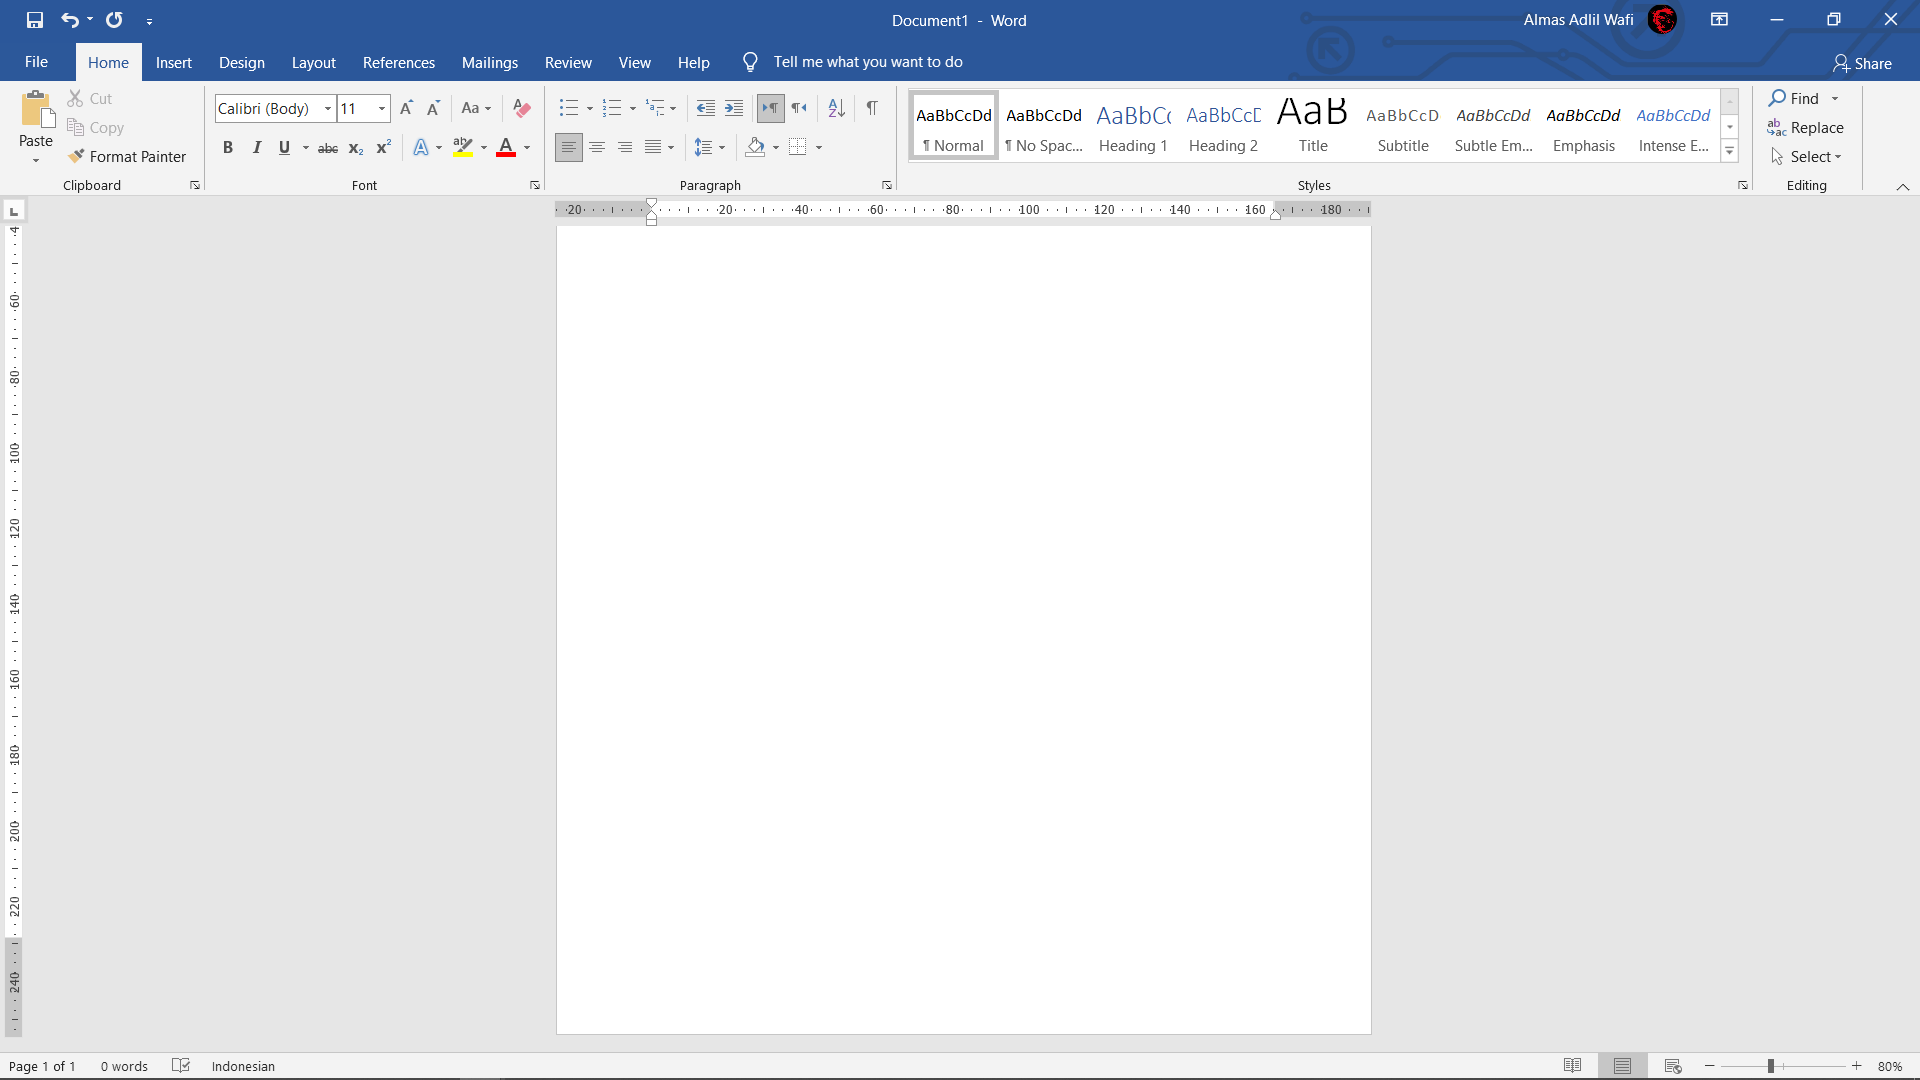 Document1 - Word
Almas Adlil Wafi
File Home Insert Design Layout References Mailings Review View Help Tell me what you want to do Share
Paste
Cut
Copy
Format Painter
Clipboard
Calibri (Body) 11
Aa
B I U abc x2 x2 A ab A
Font
A Z
¶
Paragraph
AaBbCcDd AaBbCcDd AaBbCc AaBbCcD AaB AaBbCcD AaBbCcDd AaBbCcDd AaBbCcDd
¶ Normal ¶ No Spac... Heading 1 Heading 2 Title Subtitle Subtle Em... Emphasis Intense E...
Styles
Find
Replace
Select
Editing
L
20 20 40 60 80 100 120 140 160 180
4
60
80
100
120
140
160
180
200
220
240
Page 1 of 1 0 words Indonesian 80%